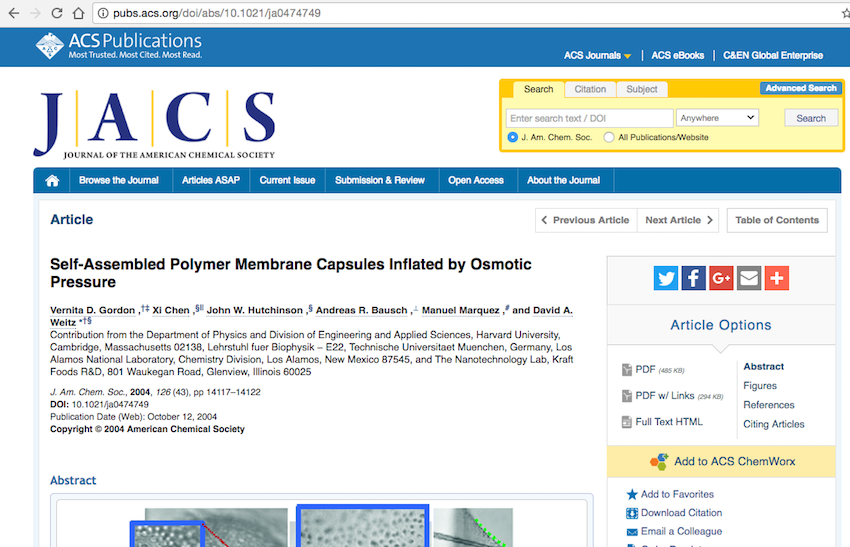 pubs.acs.org/doi/abs/10.1021/ja0474749
ACS Publications
Most Trusted. Most Cited. Most Read.
ACS Journals | ACS eBooks | C&EN Global Enterprise
JACS
JOURNAL OF THE AMERICAN CHEMICAL SOCIETY
Search Citation Subject Advanced Search
Enter search text / DOI Anywhere Search
J. Am. Chem. Soc. All Publications/Website
Browse the Journal Articles ASAP Current Issue Submission & Review Open Access About the Journal
Article
Previous Article Next Article Table of Contents
Self-Assembled Polymer Membrane Capsules Inflated by Osmotic
Pressure
Vernita D. Gordon ,†‡ Xi Chen ,§|| John W. Hutchinson ,§ Andreas R. Bausch ,⊥ Manuel Marquez ,# and David A.
Weitz *†§
Contribution from the Department of Physics and Division of Engineering and Applied Sciences, Harvard University,
Cambridge, Massachusetts 02138, Lehrstuhl fuer Biophysik – E22, Technische Universitaet Muenchen, Germany, Los
Alamos National Laboratory, Chemistry Division, Los Alamos, New Mexico 87545, and The Nanotechnology Lab, Kraft
Foods R&D, 801 Waukegan Road, Glenview, Illinois 60025
J. Am. Chem. Soc., 2004, 126 (43), pp 14117–14122
DOI: 10.1021/ja0474749
Publication Date (Web): October 12, 2004
Copyright © 2004 American Chemical Society
Abstract
Article Options
PDF (485 KB)
PDF w/ Links (294 KB)
Full Text HTML
Abstract
Figures
References
Citing Articles
Add to ACS ChemWorx
Add to Favorites
Download Citation
Email a Colleague